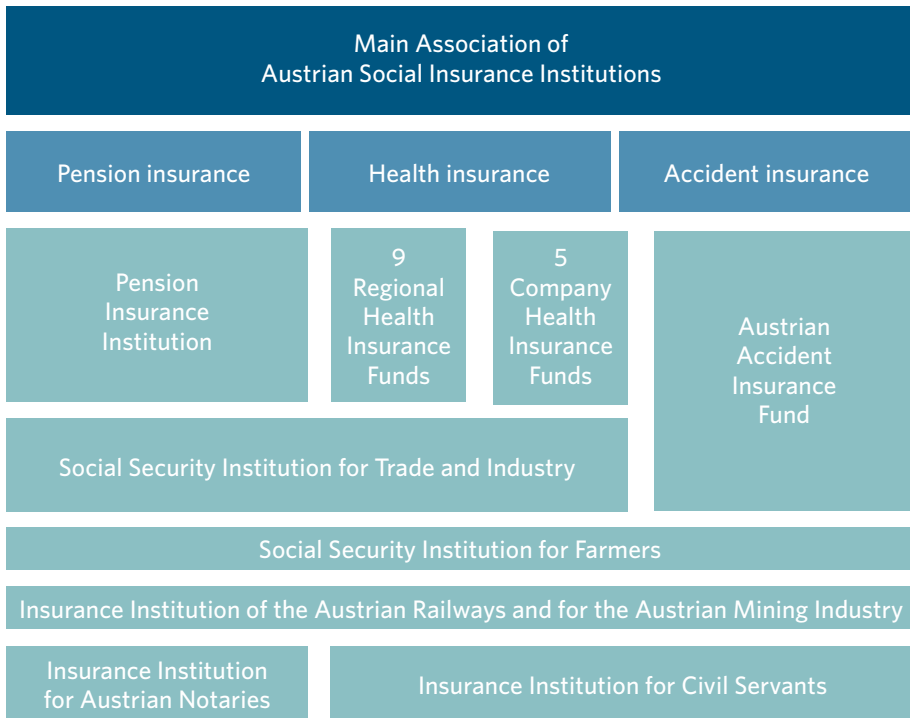 Main Association of
Austrian Social Insurance Institutions
Pension insurance
Health insurance
Accident insurance
Pension
Insurance
Institution
9
Regional
Health
Insurance
Funds
5
Company
Health
Insurance
Funds
Austrian
Accident
Insurance
Fund
Social Security Institution for Trade and Industry
Social Security Institution for Farmers
Insurance Institution of the Austrian Railways and for the Austrian Mining Industry
Insurance Institution
for Austrian Notaries
Insurance Institution for Civil Servants